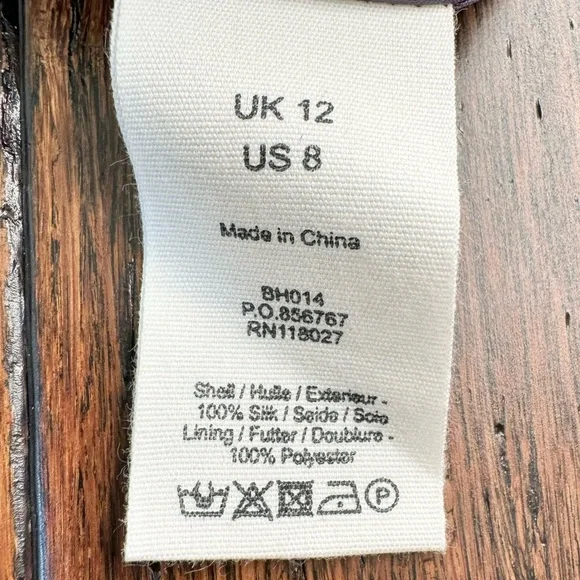 UK 12
US 8
Made in China
BH014
P.O.856767
RN118027
Shell / Hulle / Exterieur -
100% Silk / Seide / Soie
Lining / Futter / Doublure -
100% Polyester
P